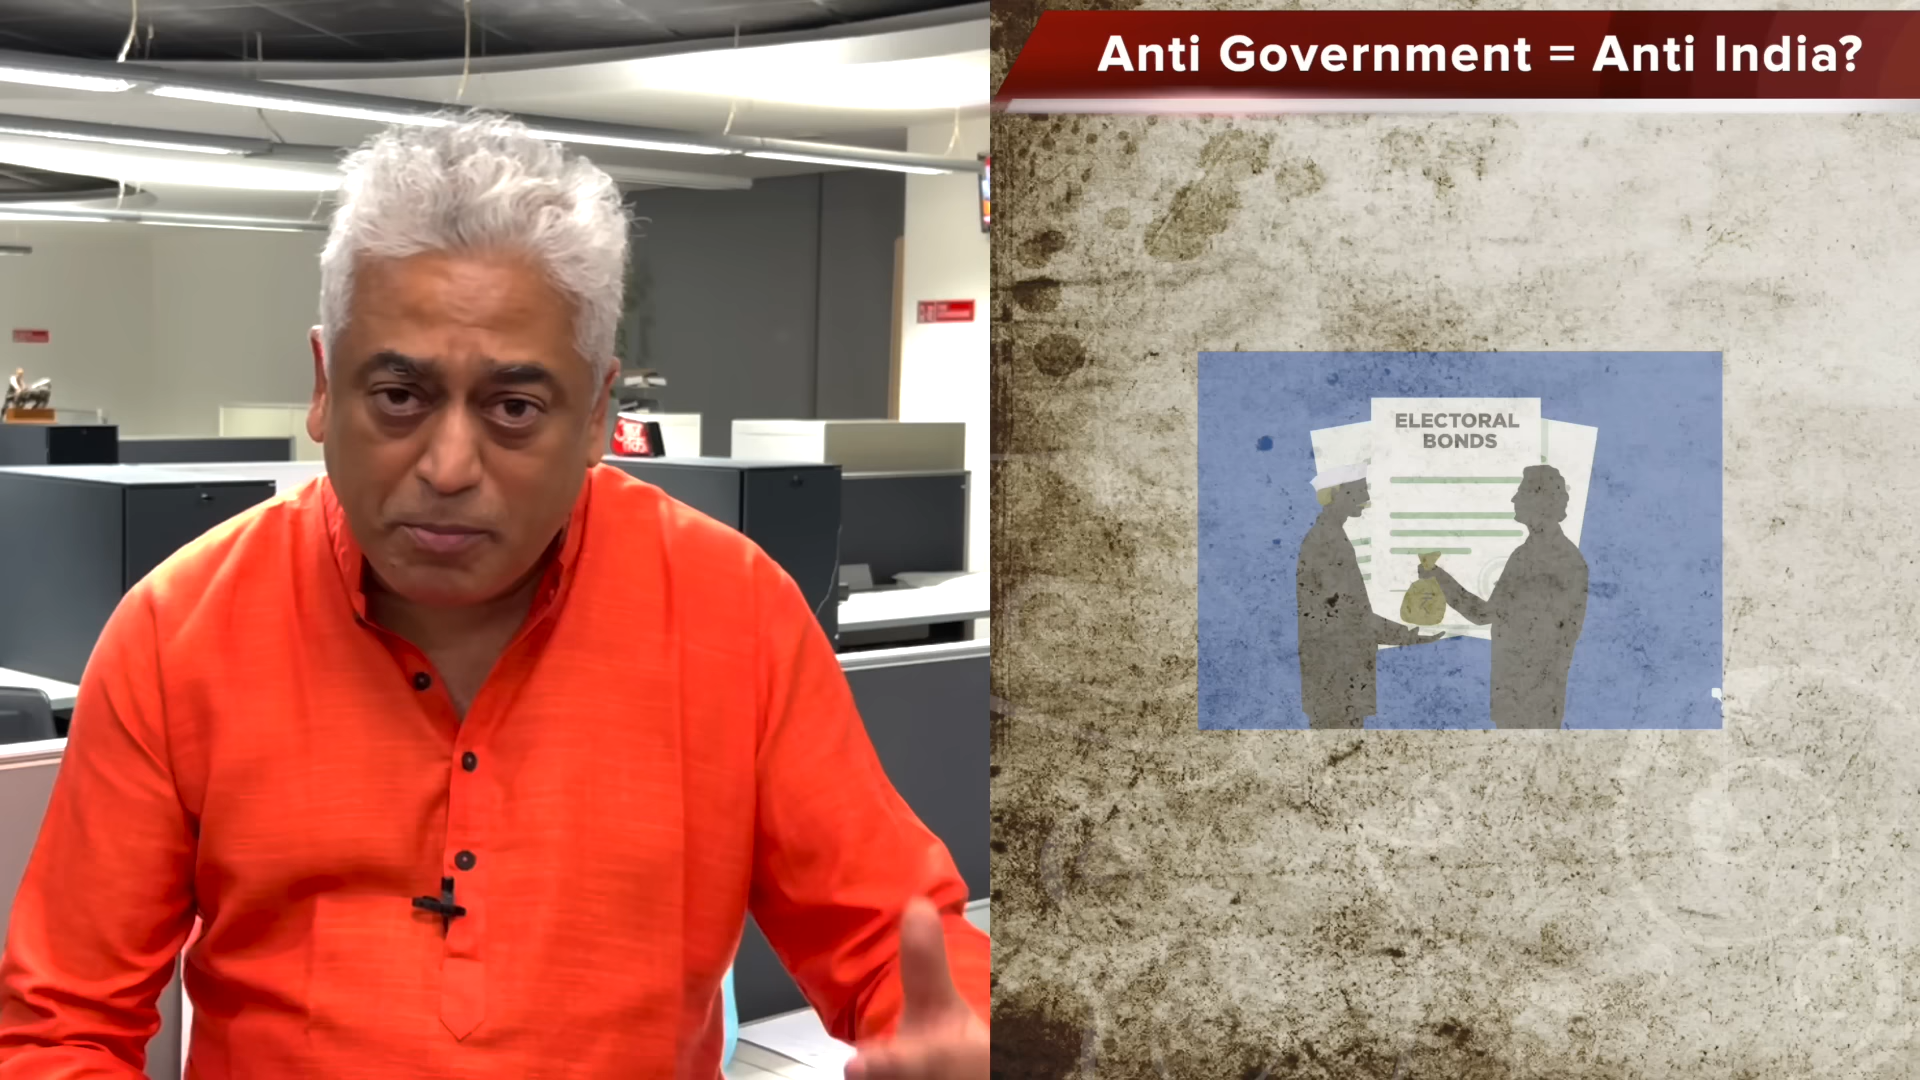 Anti Government = Anti India?
ELECTORAL
BONDS